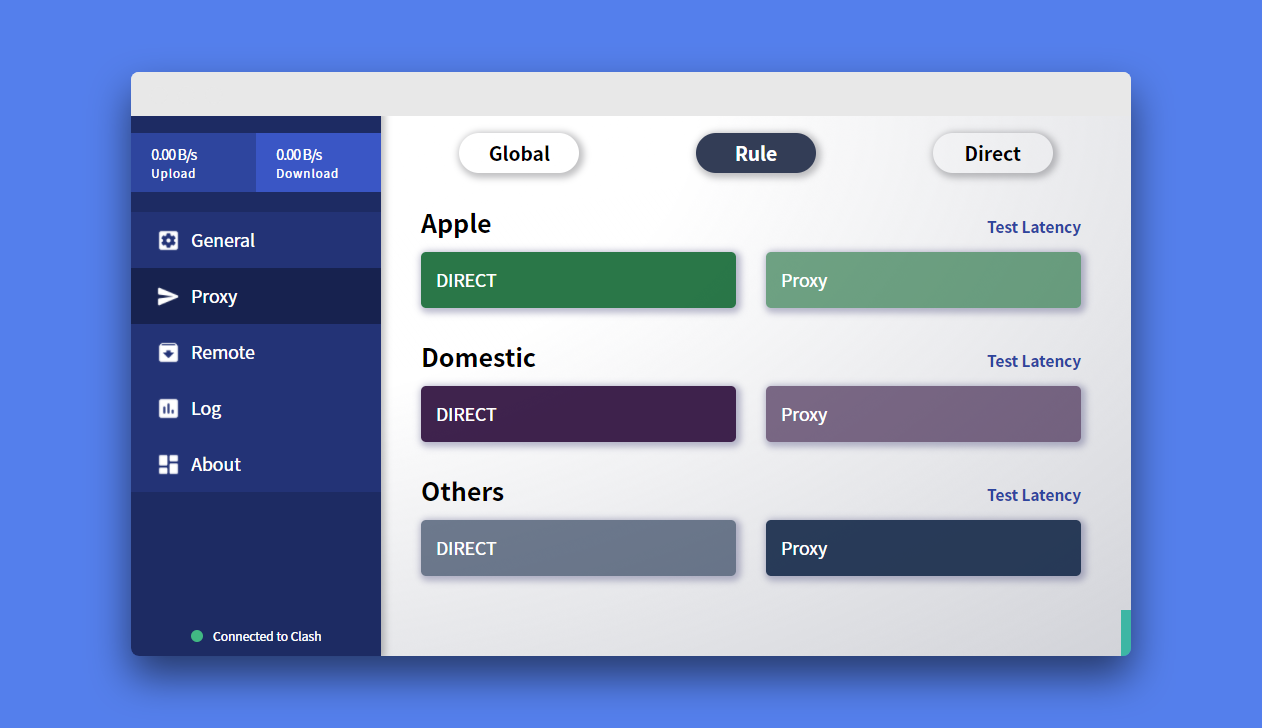 0.00 B/s
Upload
0.00 B/s
Download
General
Proxy
Remote
Log
About
Connected to Clash
Global
Rule
Direct
Apple
Test Latency
DIRECT
Proxy
Domestic
Test Latency
DIRECT
Proxy
Others
Test Latency
DIRECT
Proxy